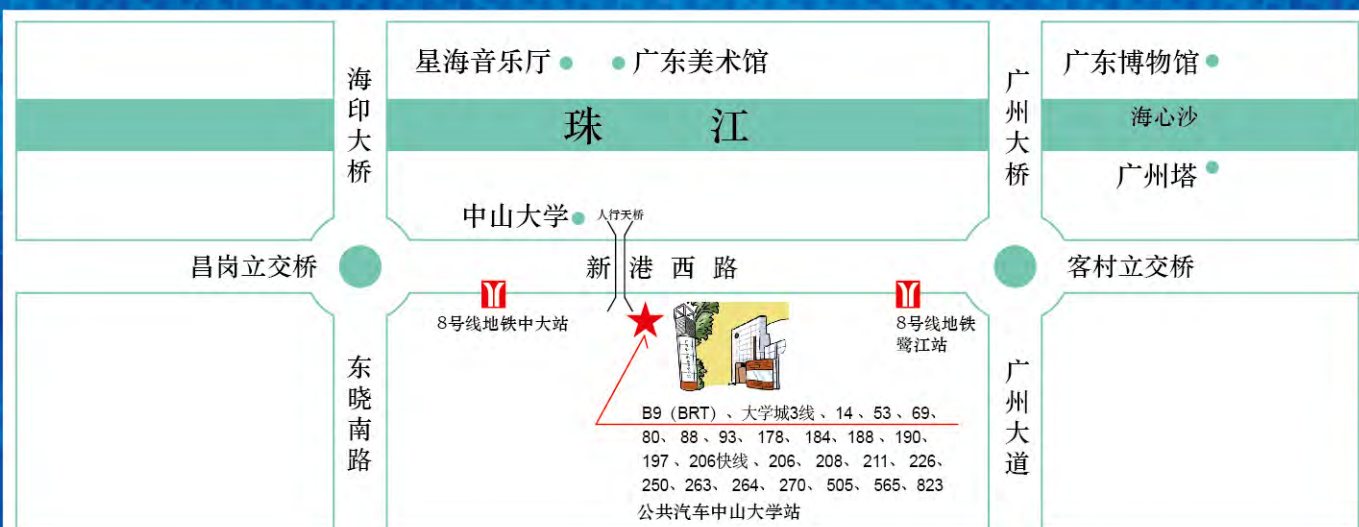 星海音乐厅
广东美术馆
广东博物馆
海印大桥
广州大桥
珠 江
海心沙
广州塔
中山大学
人行天桥
昌岗立交桥
新港西路
客村立交桥
8号线地铁中大站
8号线地铁
鹭江站
东晓南路
广州大道
B9（BRT）、大学城3线、14、53、69、
80、88、93、178、184、188、190、
197、206快线、206、208、211、226、
250、263、264、270、505、565、823
公共汽车中山大学站